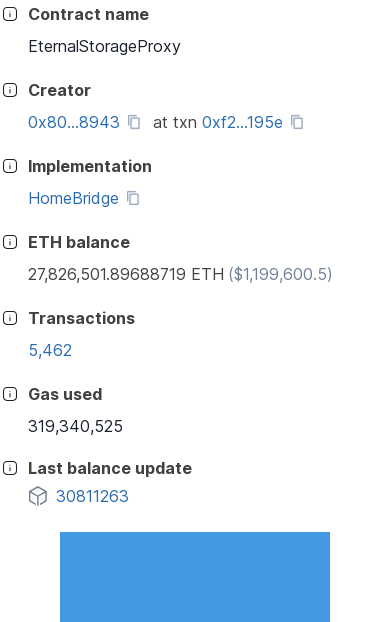 Contract name
EternalStorageProxy
Creator
0x80...8943 at txn 0xf2...195e
Implementation
HomeBridge
ETH balance
27,826,501.89688719 ETH ($1,199,600.5)
Transactions
5,462
Gas used
319,340,525
Last balance update
30811263